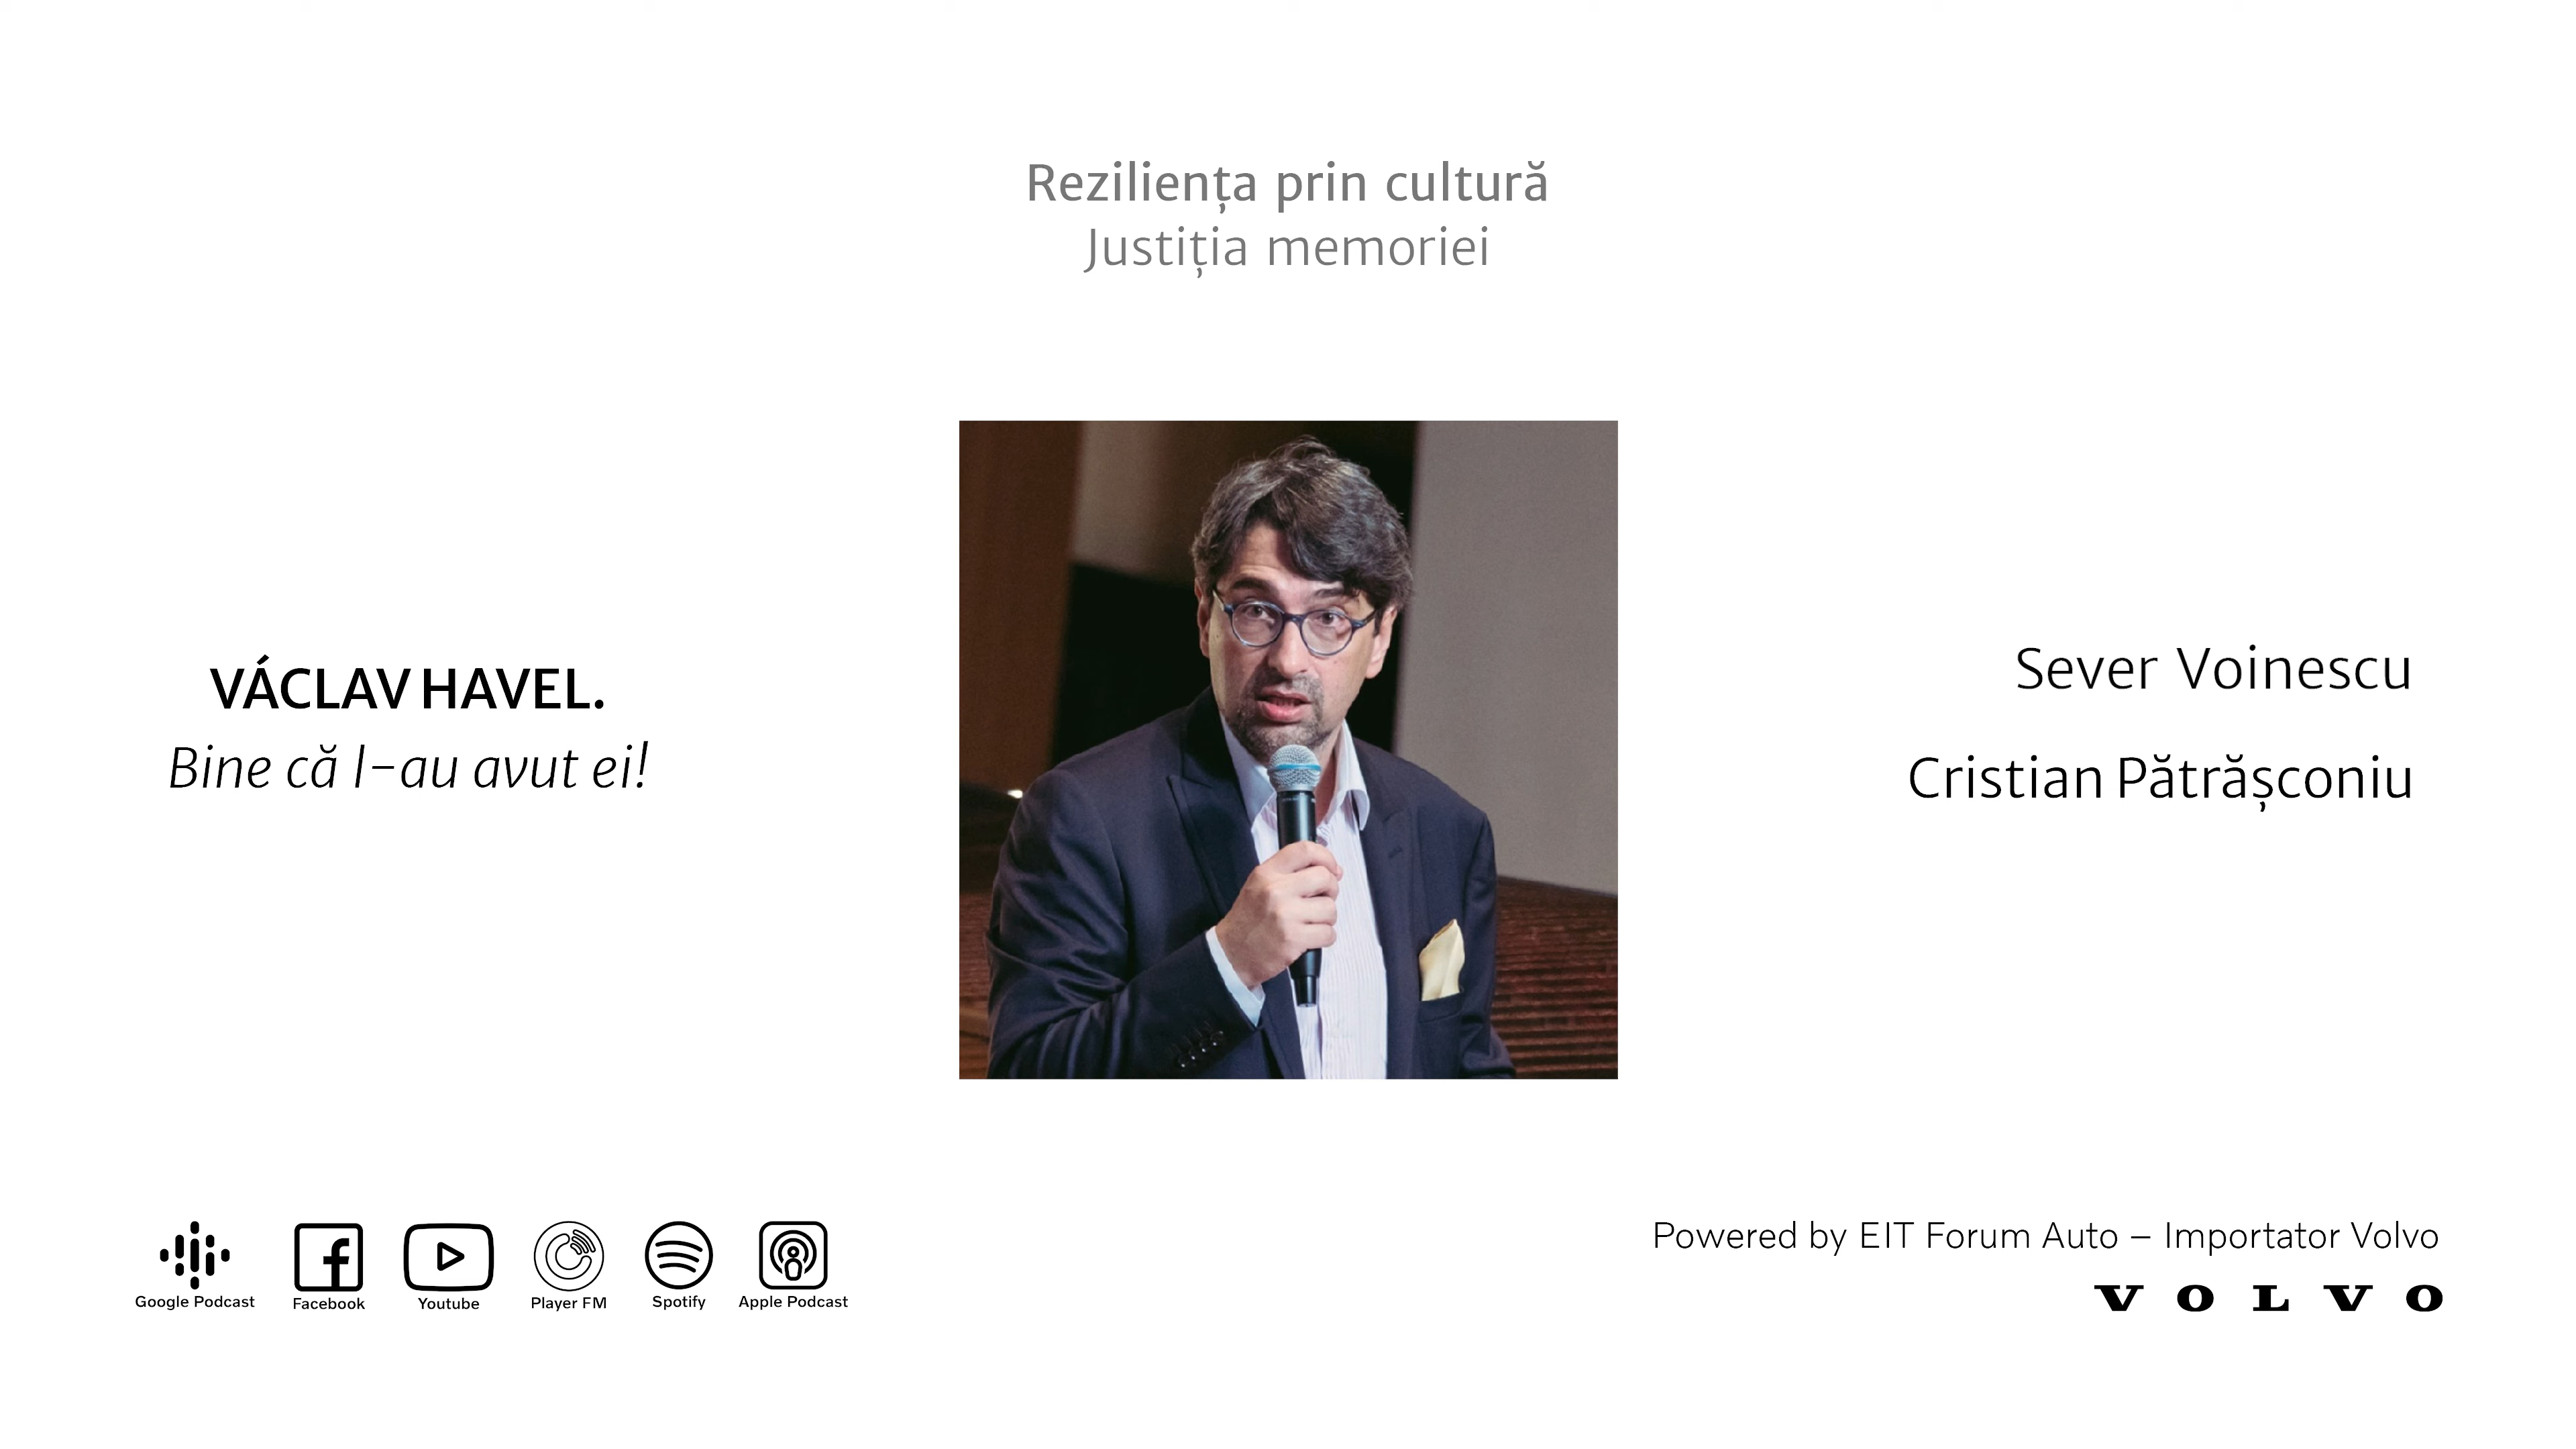 Reziliența prin cultură
Justiția memoriei
VÁCLAV HAVEL.
Bine că l-au avut ei!
Sever Voinescu
Cristian Pătrășconiu
Google Podcast
Facebook
Youtube
Player FM
Spotify
Apple Podcast
Powered by EIT Forum Auto – Importator Volvo
VOLVO